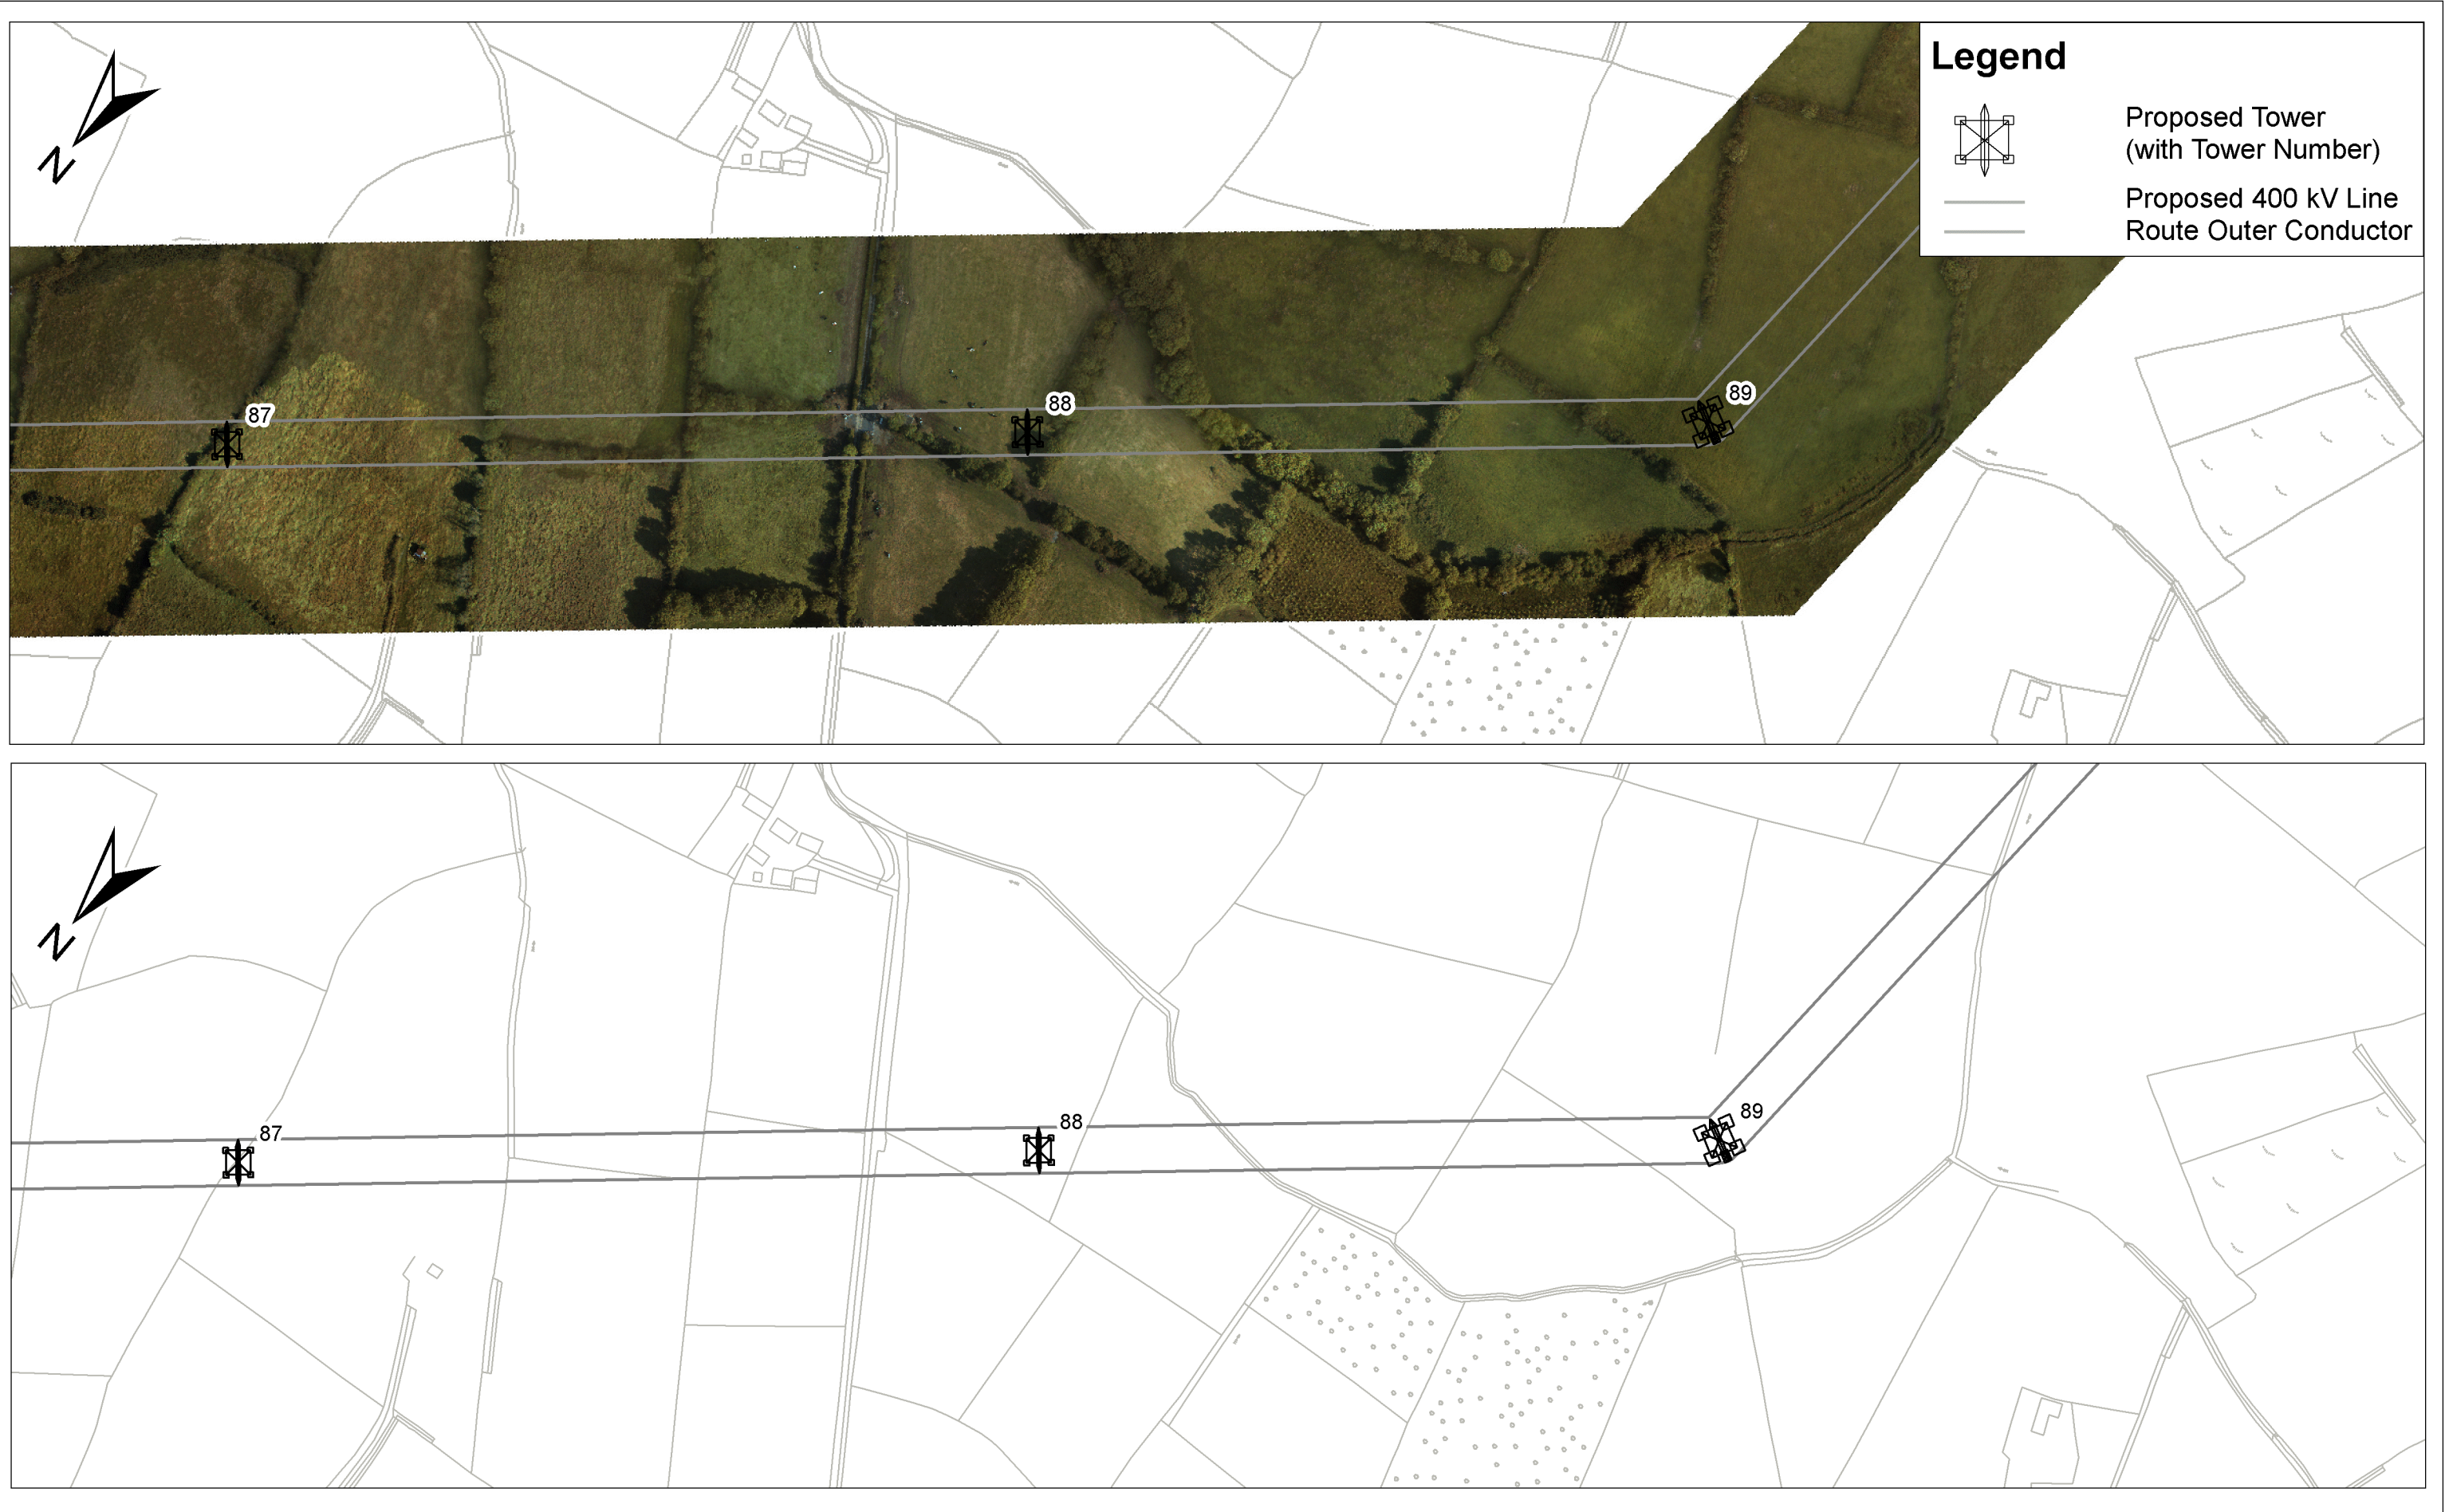 Legend
Proposed Tower
(with Tower Number)
Proposed 400 kV Line
Route Outer Conductor
N
87
88
89
N
87
88
89